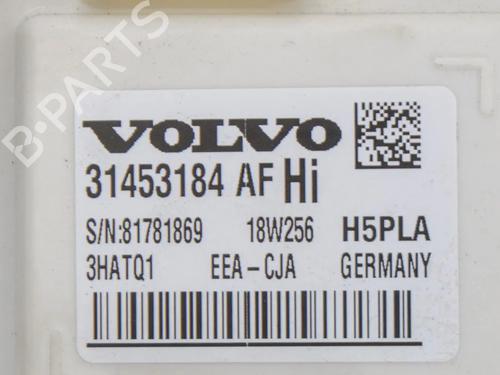 VOLVO
31453184 AF Hi
S/N:81781869 18W256 H5PLA
3HATQ1 EEA-CJA GERMANY
B-PARTS